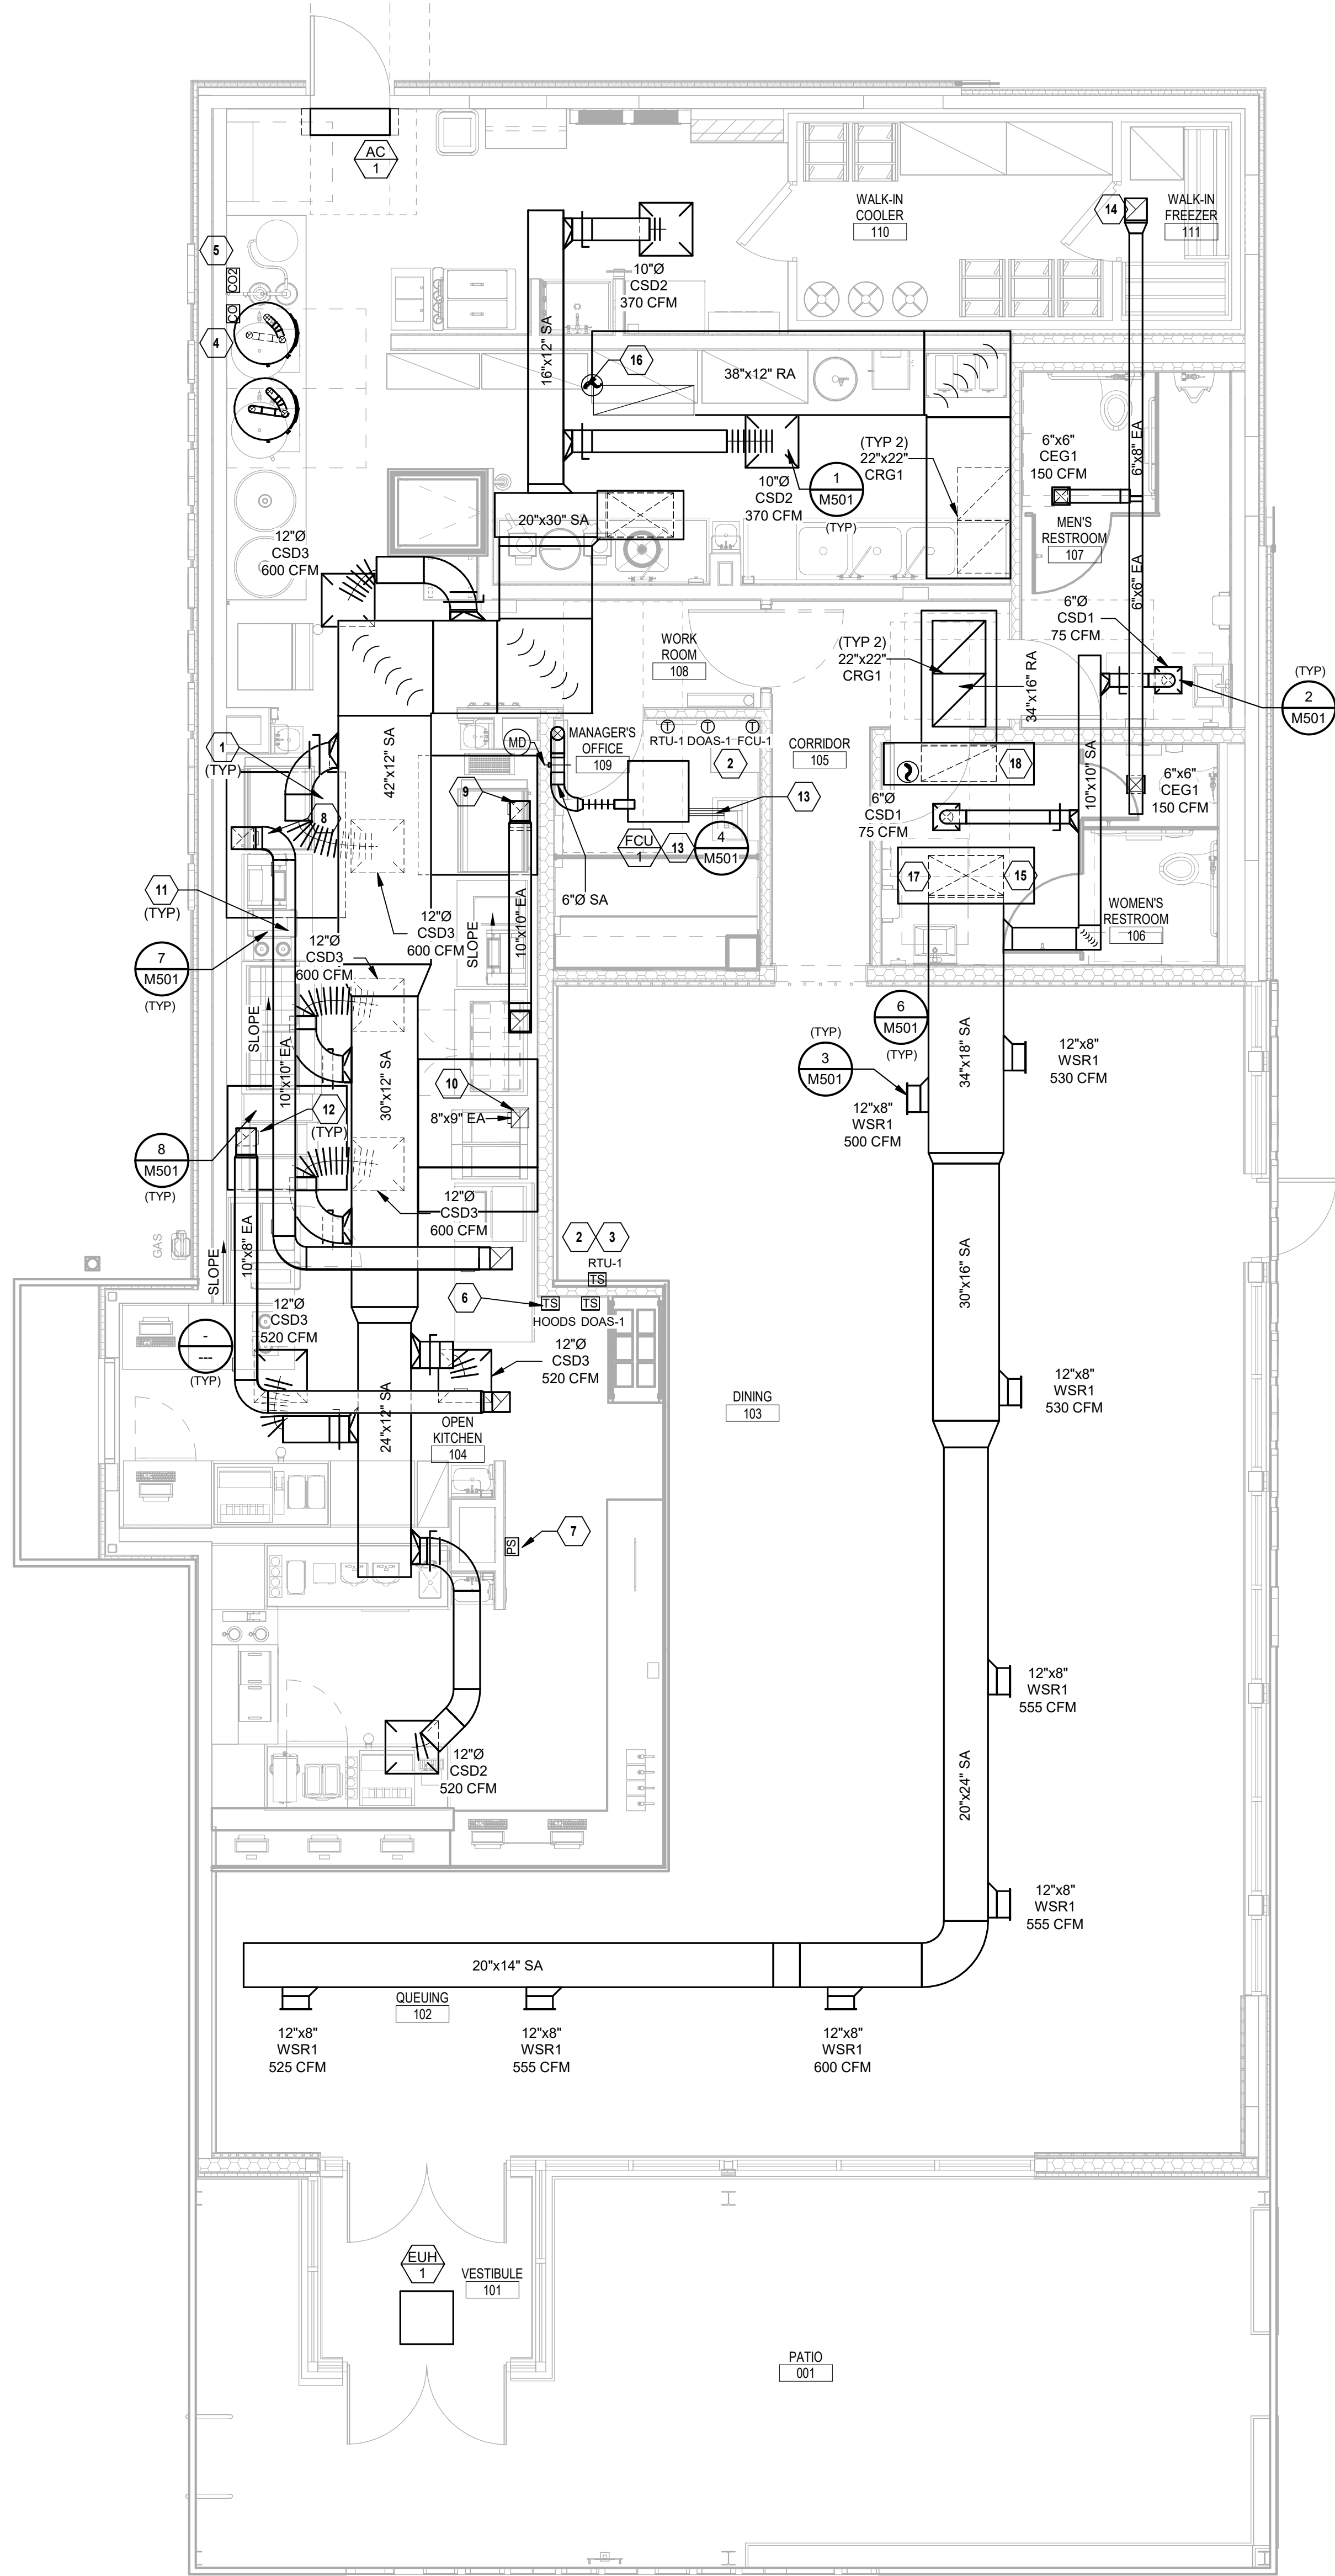 AC
1
5
CO2
CO
4
WALK-IN
COOLER
110
14
WALK-IN
FREEZER
111
10"Ø
CSD2
370 CFM
16"x12" SA
16
38"x12" RA
(TYP 2)
22"x22"
CRG1
10"Ø
CSD2
370 CFM
1
M501
(TYP)
6"x6"
CEG1
150 CFM
6"x8" EA
MEN'S
RESTROOM
107
20"x30" SA
12"Ø
CSD3
600 CFM
6"x6" EA
6"Ø
CSD1
75 CFM
WORK
ROOM
108
(TYP 2)
22"x22"
CRG1
34"x16" RA
(TYP)
2
M501
1
(TYP)
42"x12" SA
MD
MANAGER'S
OFFICE
109
T
T
T
RTU-1
DOAS-1
FCU-1
2
CORRIDOR
105
18
10"x10" SA
6"x6"
CEG1
150 CFM
8
9
13
6"Ø
CSD1
75 CFM
FCU
1
13
4
M501
6"Ø SA
17
15
11
(TYP)
WOMEN'S
RESTROOM
106
12"Ø
CSD3
600 CFM
10"x10" EA
SLOPE
12"Ø
CSD3
600 CFM
7
M501
(TYP)
SLOPE
10"x10" EA
30"x12" SA
6
M501
(TYP)
34"x18" SA
12"x8"
WSR1
530 CFM
(TYP)
3
M501
12"x8"
WSR1
500 CFM
10
8"x9" EA
12
(TYP)
8
M501
(TYP)
12"Ø
CSD3
600 CFM
GAS
SLOPE
10"x8" EA
2
3
RTU-1
TS
6
TS
TS
HOODS
DOAS-1
30"x16" SA
12"Ø
CSD3
520 CFM
-
---
(TYP)
12"Ø
CSD3
520 CFM
24"x12" SA
OPEN
KITCHEN
104
DINING
103
12"x8"
WSR1
530 CFM
PS
7
12"x8"
WSR1
555 CFM
12"Ø
CSD2
520 CFM
20"x24" SA
12"x8"
WSR1
555 CFM
20"x14" SA
QUEUING
102
12"x8"
WSR1
525 CFM
12"x8"
WSR1
555 CFM
12"x8"
WSR1
600 CFM
EUH
1
VESTIBULE
101
PATIO
001